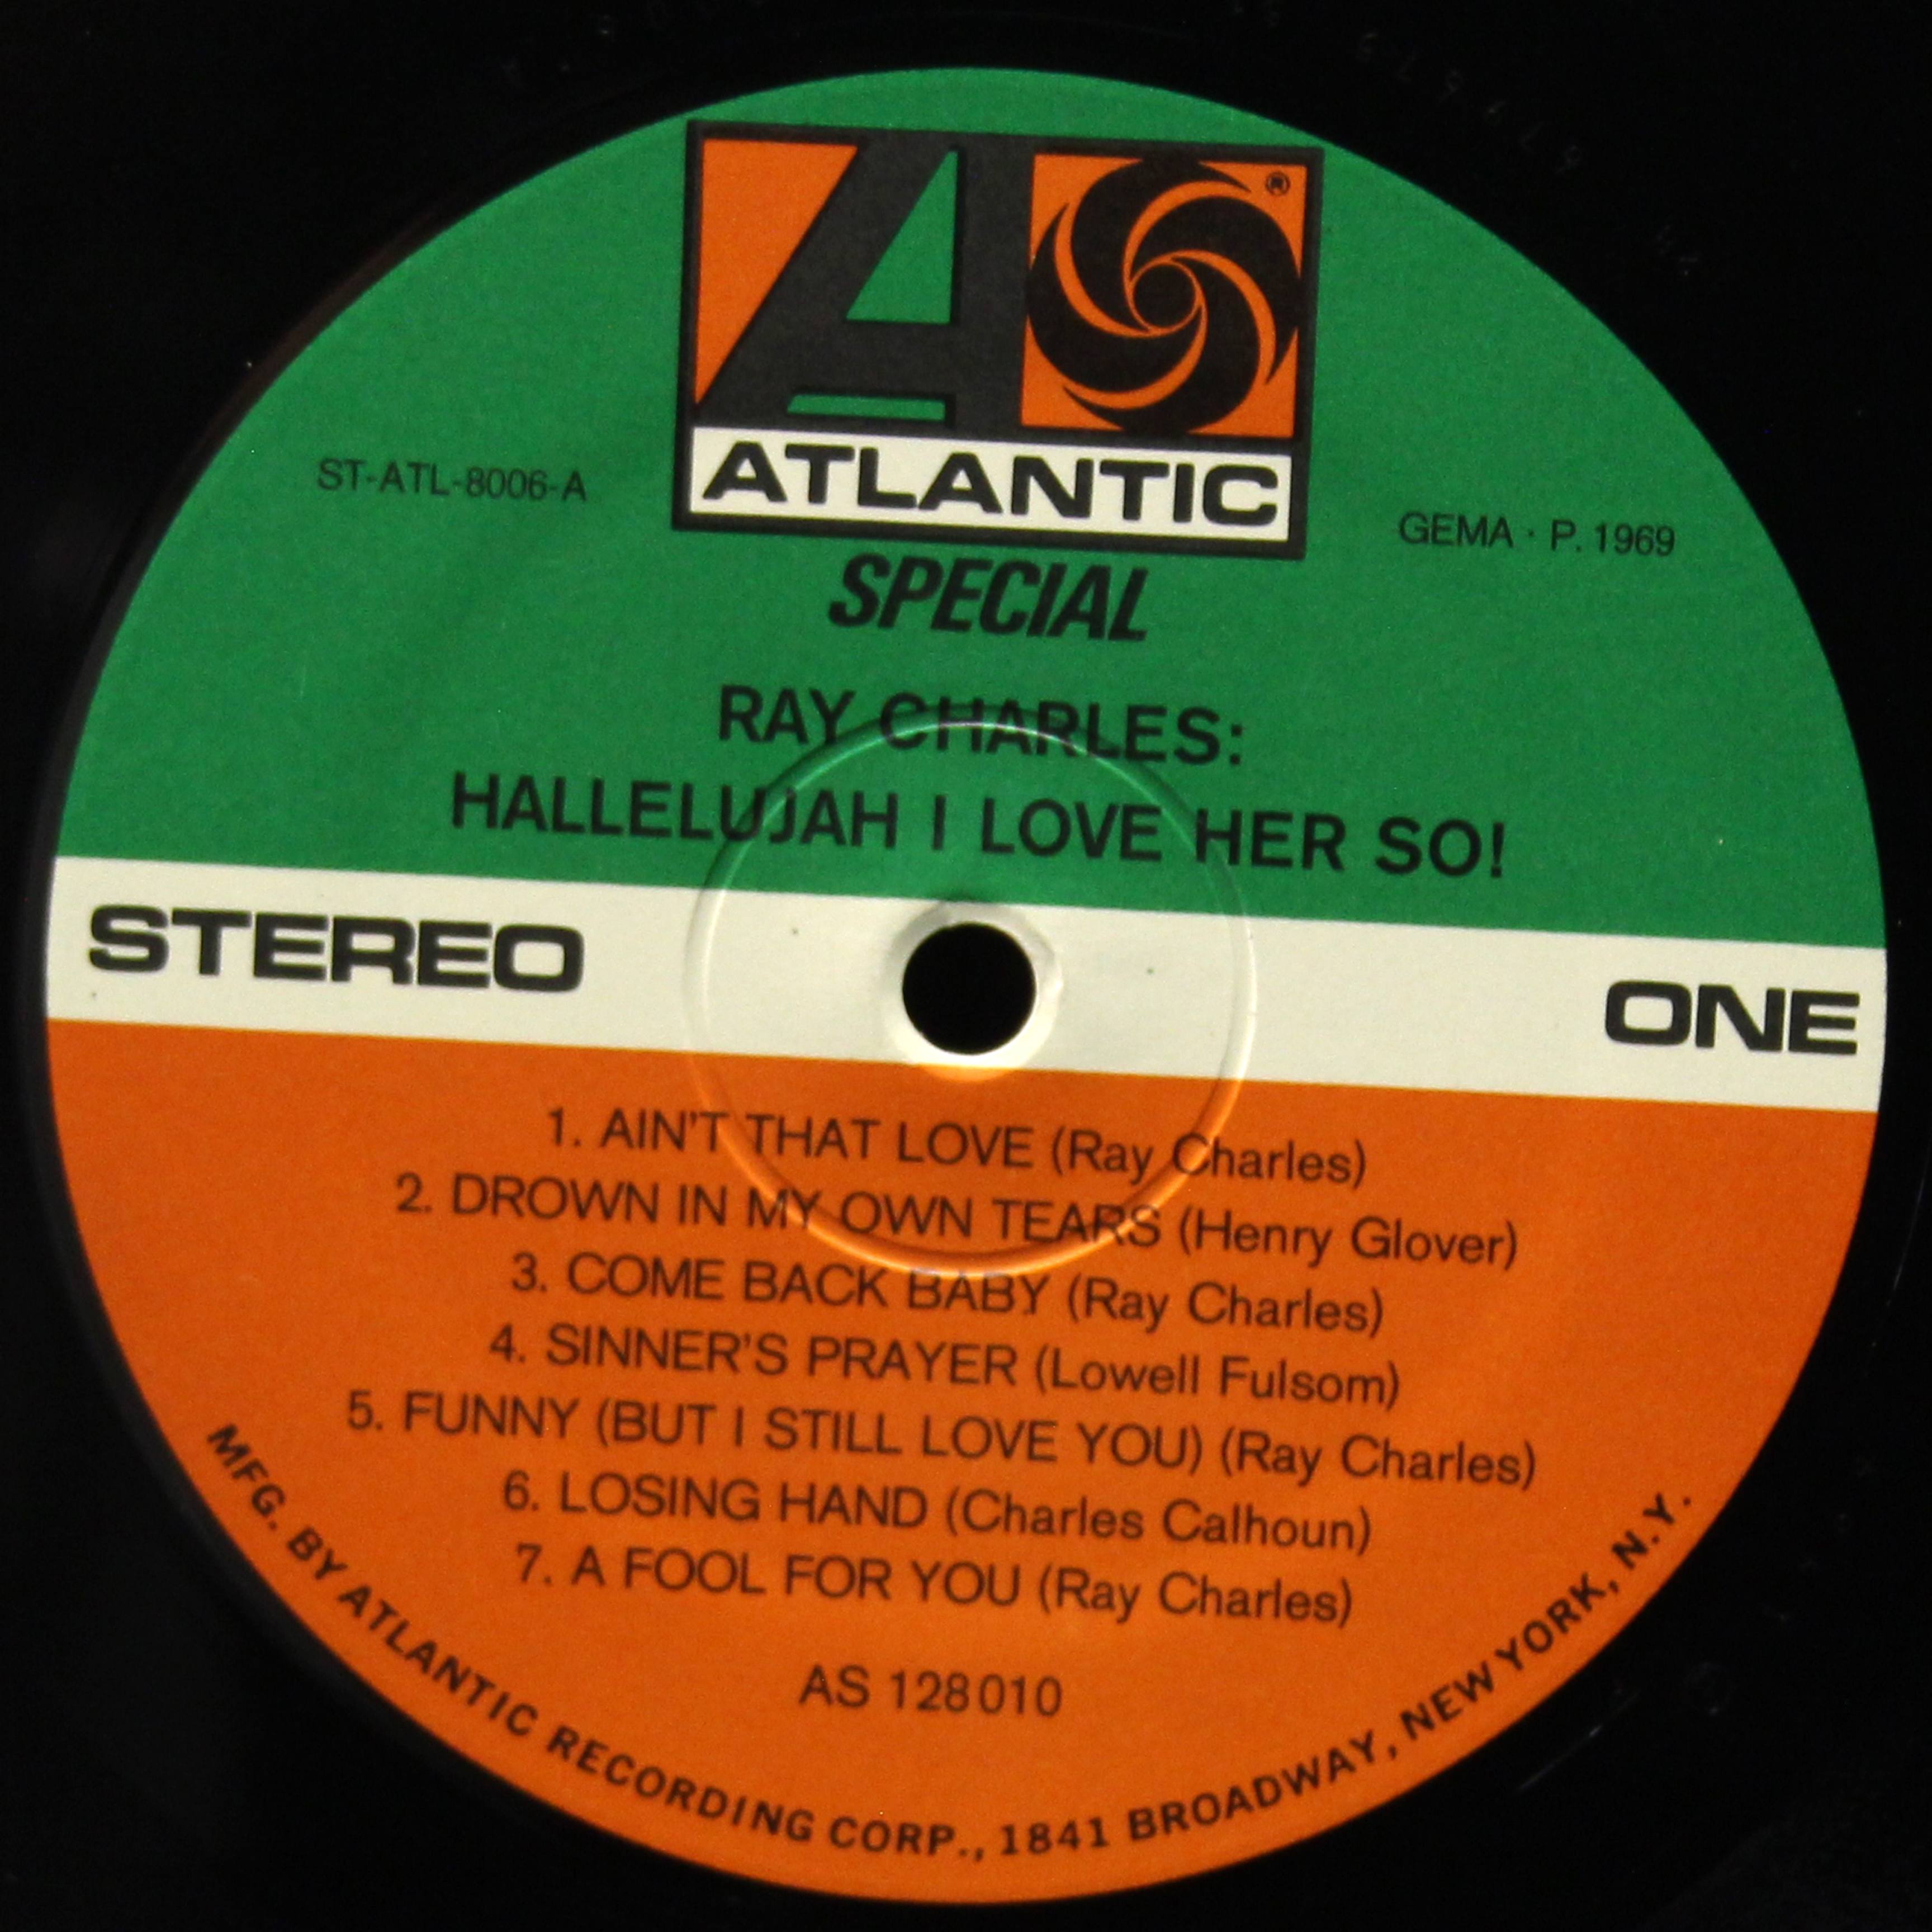 ®
ATLANTIC
ST-ATL-8006-A
GEMA · P. 1969
SPECIAL
RAY CHARLES:
HALLELUJAH I LOVE HER SO!
STEREO
ONE
1. AIN'T THAT LOVE (Ray Charles)
2. DROWN IN MY OWN TEARS (Henry Glover)
3. COME BACK BABY (Ray Charles)
4. SINNER'S PRAYER (Lowell Fulsom)
5. FUNNY (BUT I STILL LOVE YOU) (Ray Charles)
6. LOSING HAND (Charles Calhoun)
7. A FOOL FOR YOU (Ray Charles)
AS 128010
MFG. BY ATLANTIC RECORDING CORP., 1841 BROADWAY, NEW YORK, N.Y.